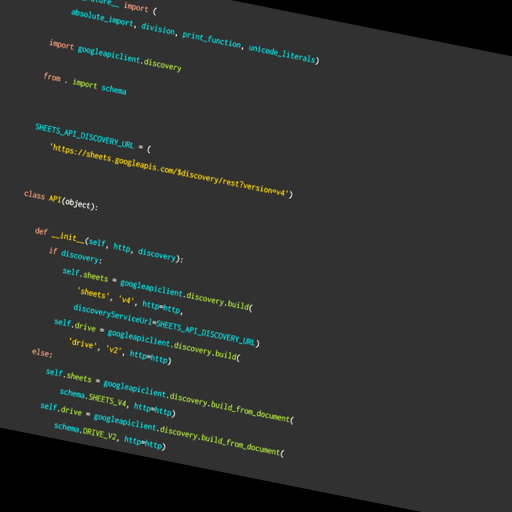 import (
absolute_import, division, print_function, unicode_literals)
import googleapiclient.discovery
from . import schema
SHEETS_API_DISCOVERY_URL = (
'https://sheets.googleapis.com/$discovery/rest?version=v4')
class API(object):
def __init__(self, http, discovery):
if discovery:
self.sheets = googleapiclient.discovery.build(
'sheets', 'v4', http=http,
discoveryServiceUrl=SHEETS_API_DISCOVERY_URL)
self.drive = googleapiclient.discovery.build(
'drive', 'v2', http=http)
else:
self.sheets = googleapiclient.discovery.build_from_document(
schema.SHEETS_V4, http=http)
self.drive = googleapiclient.discovery.build_from_document(
schema.DRIVE_V2, http=http)